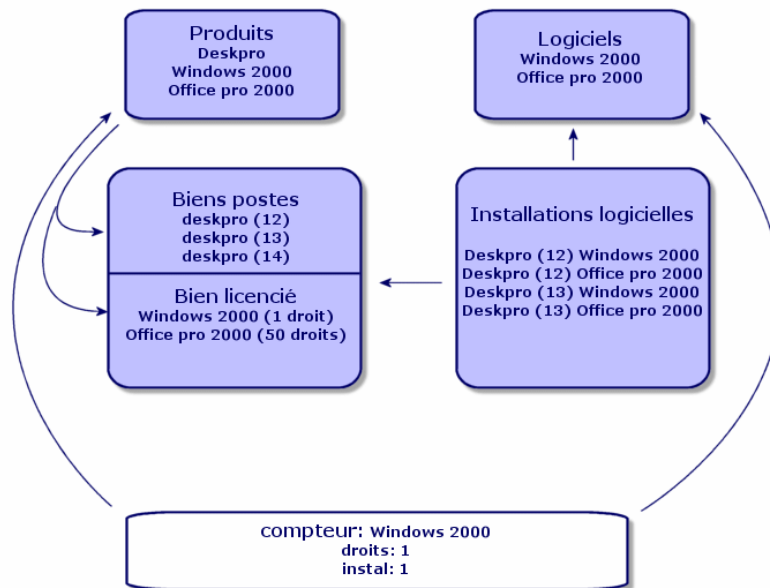 Produits
Deskpro
Windows 2000
Office pro 2000
Logiciels
Windows 2000
Office pro 2000
Biens postes
deskpro (12)
deskpro (13)
deskpro (14)
Bien licencié
Windows 2000 (1 droit)
Office pro 2000 (50 droits)
Installations logicielles
Deskpro (12) Windows 2000
Deskpro (12) Office pro 2000
Deskpro (13) Windows 2000
Deskpro (13) Office pro 2000
compteur: Windows 2000
droits: 1
instal: 1